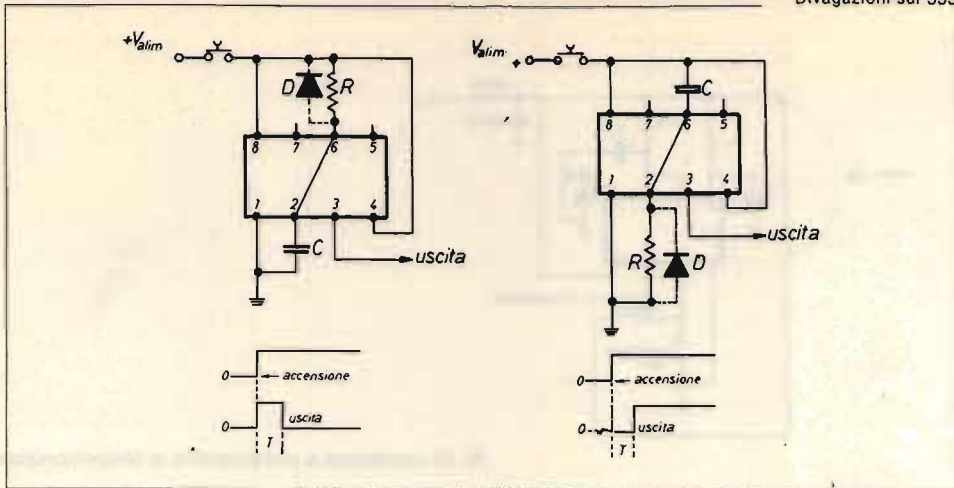 Divagazioni sul 555
+Valim.
D
R
8
7
6
5
1
2
3
4
C
uscita
0
accensione
0
uscita
T
Valim.
+
C
8
7
6
5
1
2
3
4
R
D
uscita
0
accensione
0
uscita
T